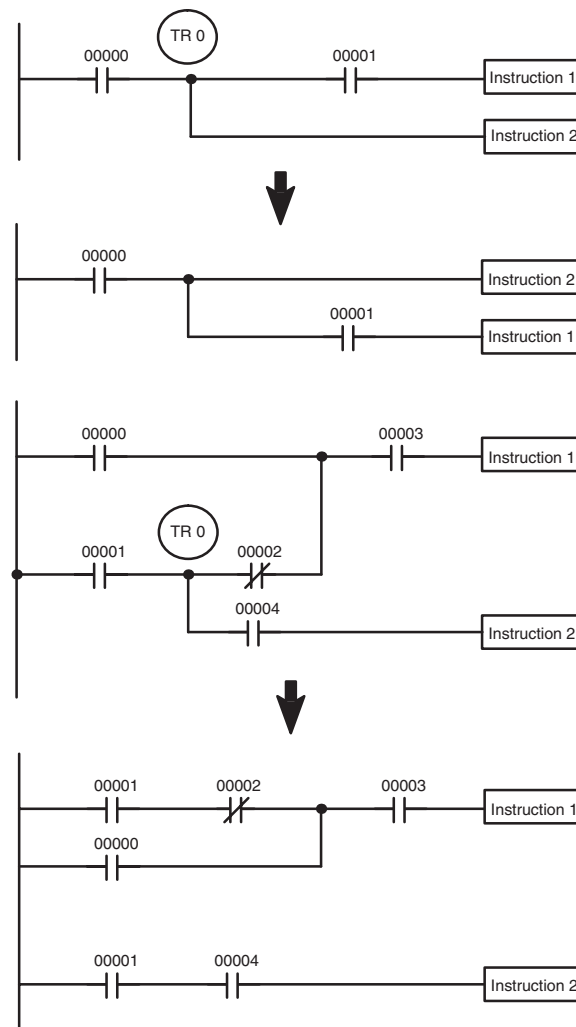 TR 0
00000 00001
Instruction 1
Instruction 2
00000
Instruction 2
00001
Instruction 1
00000 00003
Instruction 1
TR 0
00001 00002
00004
Instruction 2
00001 00002 00003
Instruction 1
00000
00001 00004
Instruction 2